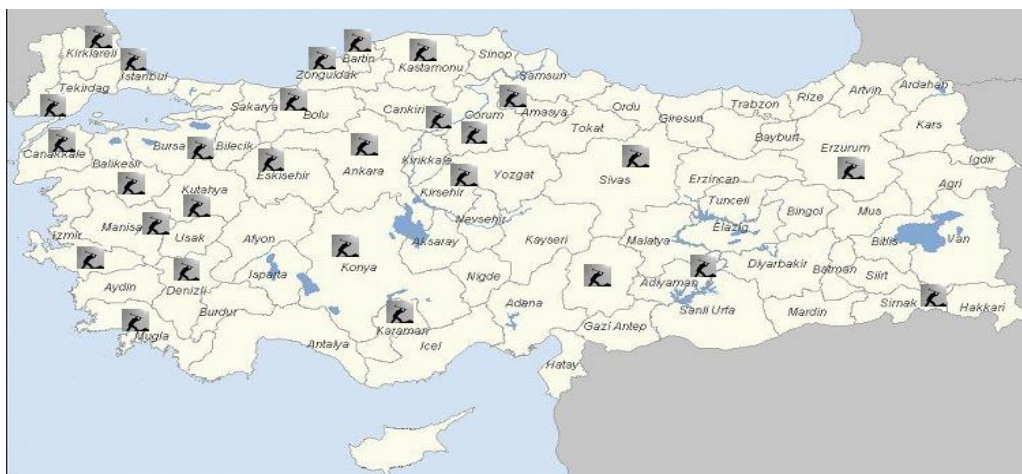 Kirklareli
Istanbul
Tekirdag
Zonguldak
Bartin
Kastamonu
Sinop
Samsun
Sakarya
Bolu
Cankiri
Corum
Amasya
Ordu
Giresun
Trabzon
Rize
Artvin
Ardahan
Kars
Canakkale
Balikesir
Bursa
Bilecik
Eskisehir
Ankara
Kirikkale
Yozgat
Tokat
Sivas
Bayburt
Erzurum
Igdir
Agri
Kutahya
Kirsehir
Nevsehir
Erzincan
Tunceli
Bingol
Mus
Izmir
Manisa
Usak
Afyon
Konya
Aksaray
Kayseri
Malatya
Elazig
Bitlis
Van
Aydin
Denizli
Isparta
Nigde
Adiyaman
Diyarbakir
Batman
Siirt
Mugla
Burdur
Antalya
Karaman
Icel
Adana
Gazi Antep
Sanli Urfa
Mardin
Sirnak
Hakkari
Hatay